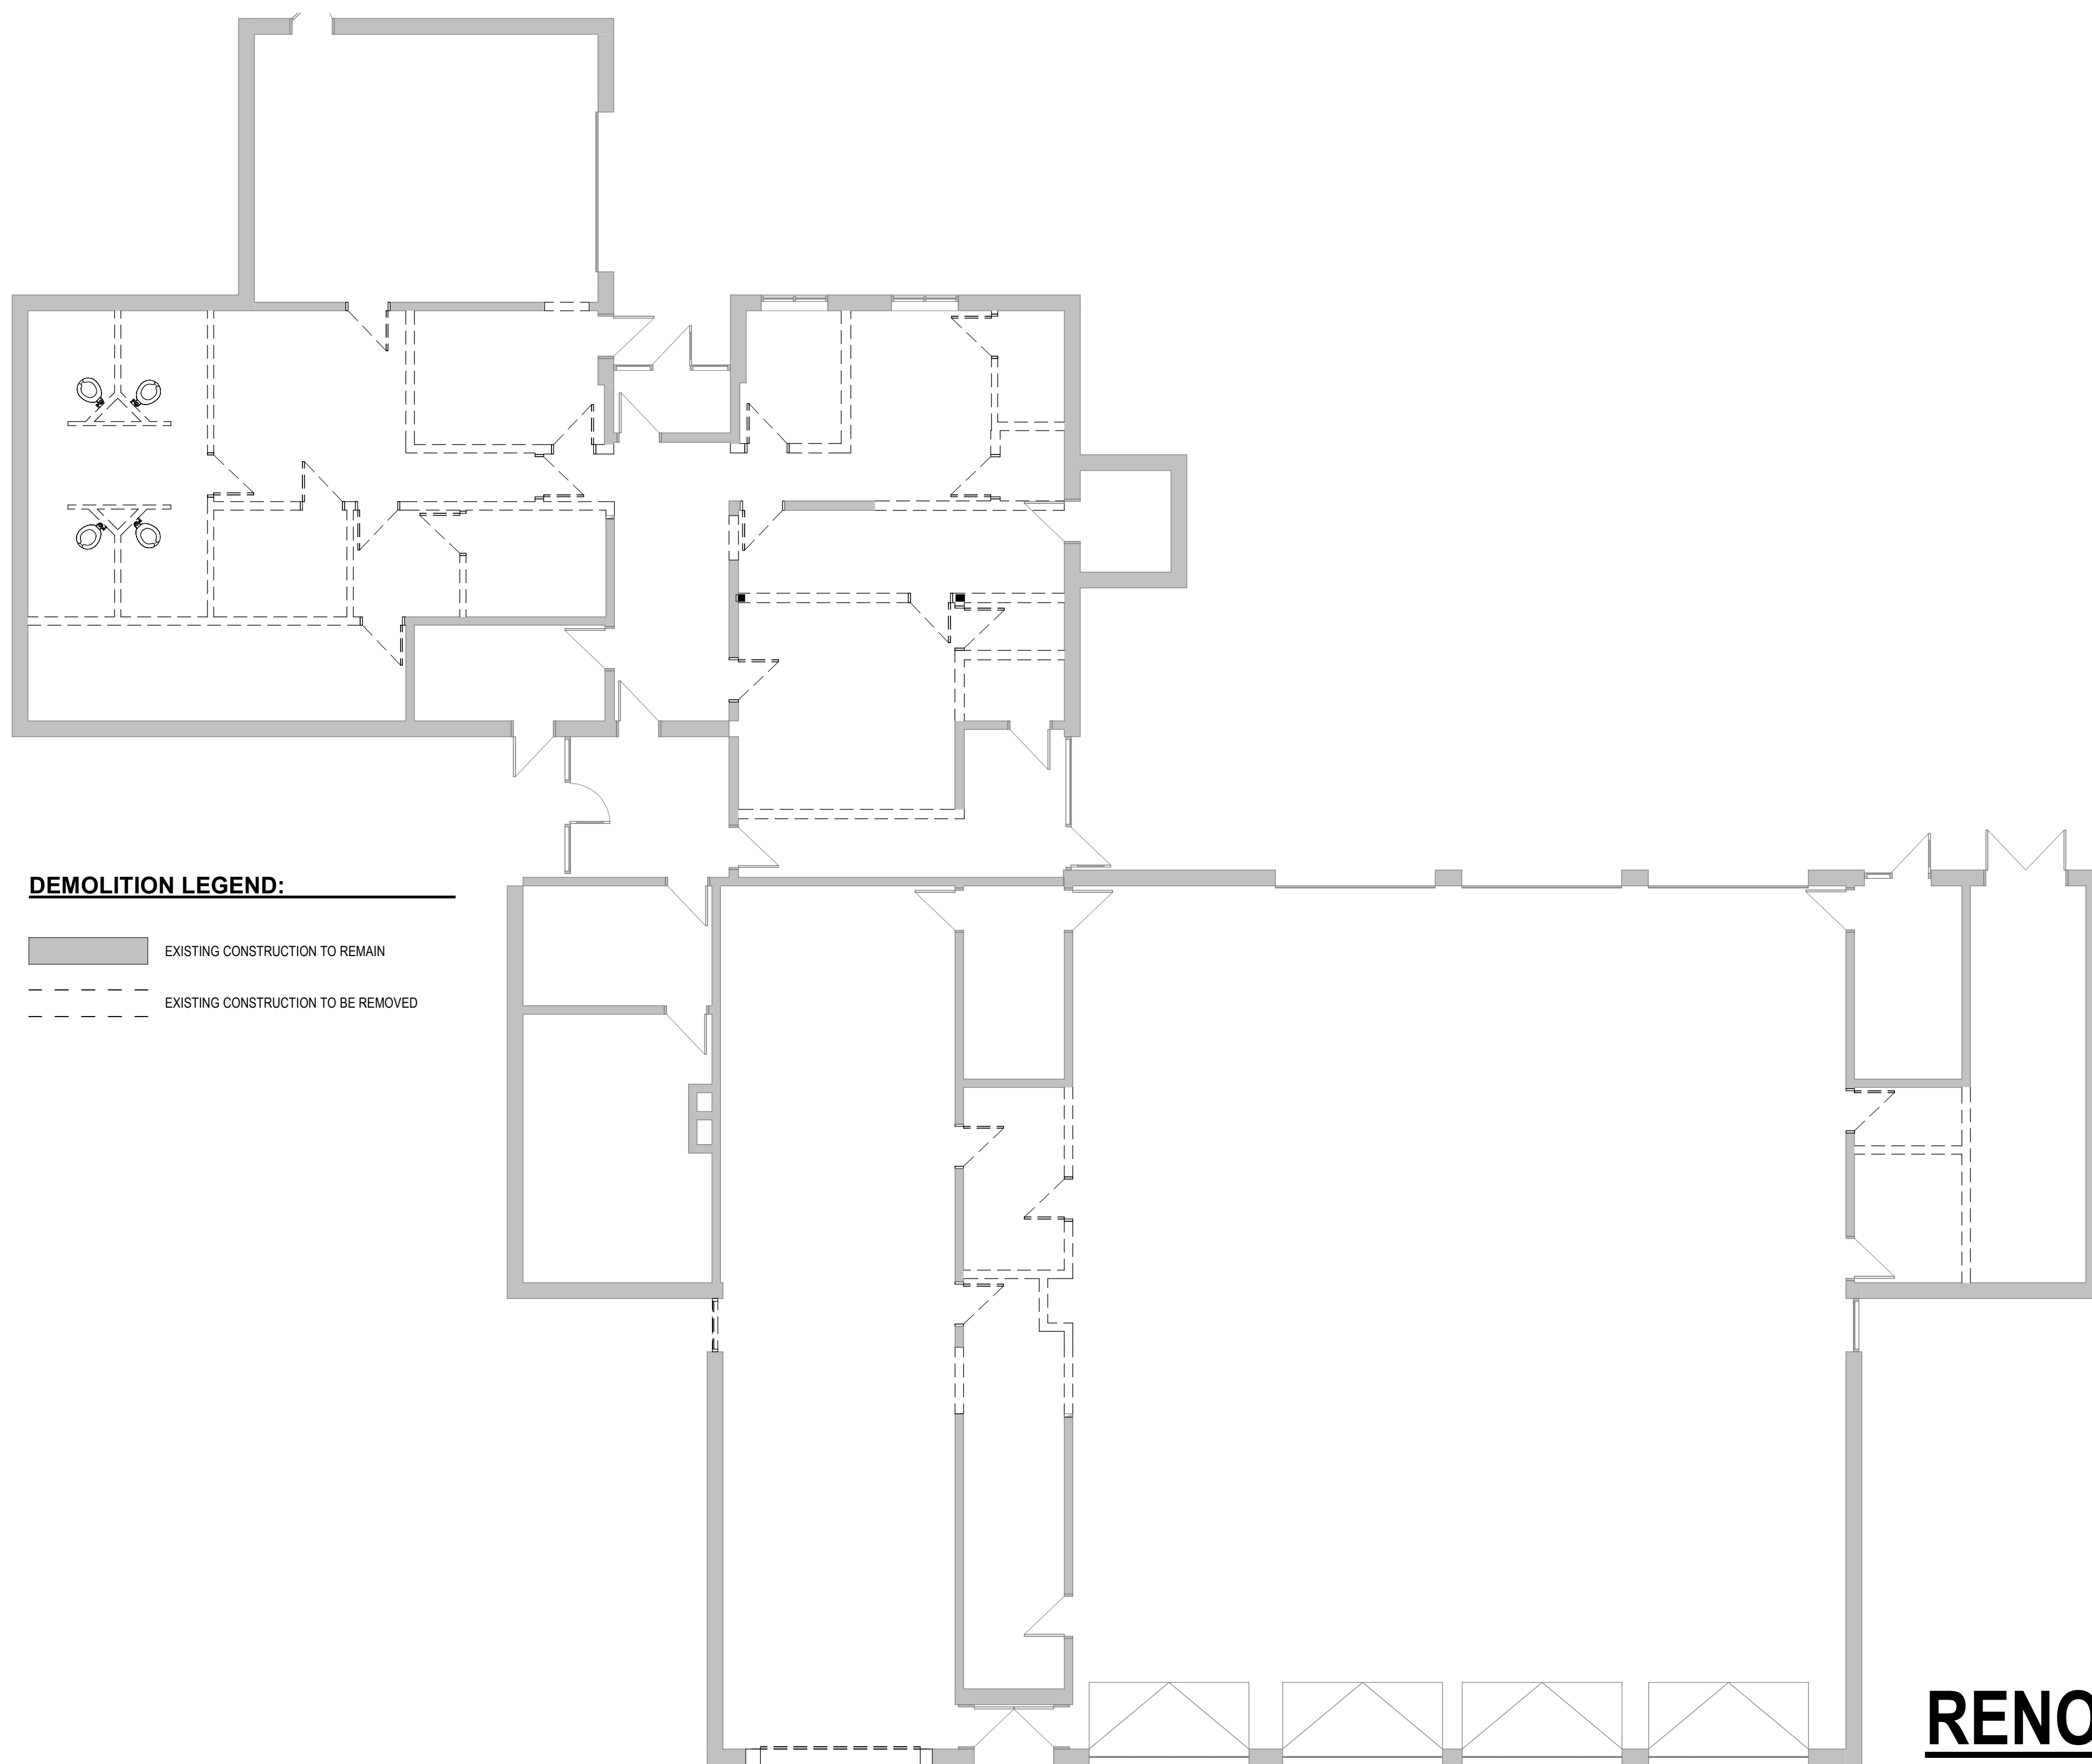 DEMOLITION LEGEND:
EXISTING CONSTRUCTION TO REMAIN
EXISTING CONSTRUCTION TO BE REMOVED
RENO